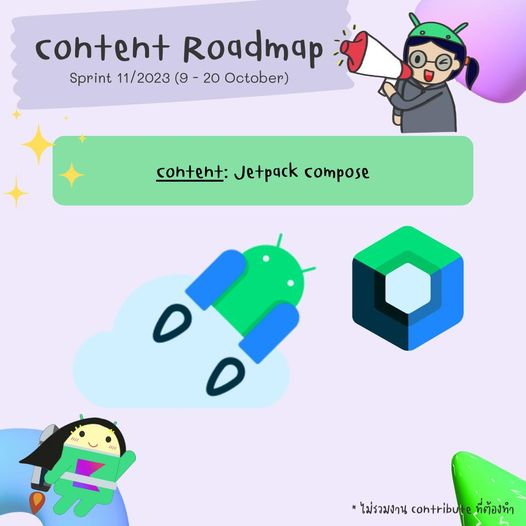 Content Roadmap
Sprint 11/2023 (9 - 20 October)
content: Jetpack Compose
* ไม่รวมงาน contribute ที่ต้องทำ